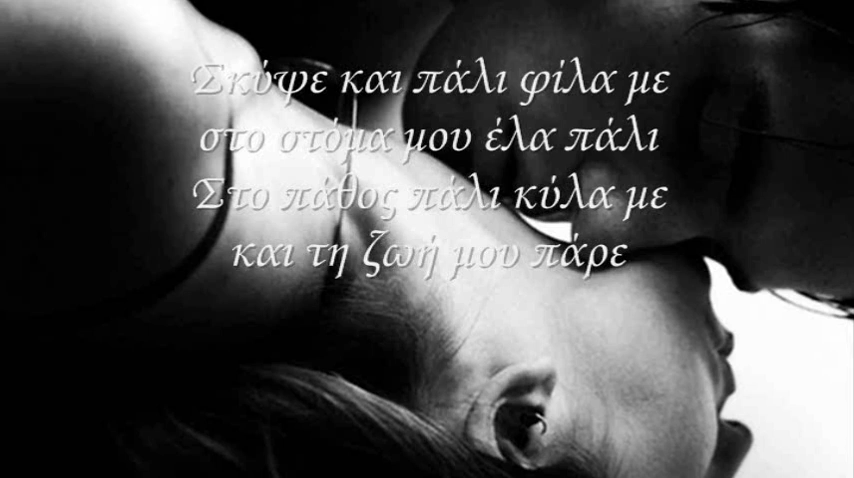 Σκύψε και πάλι φίλα με
στο στόμα μου έλα πάλι
Στο πάθος πάλι κύλα με
και τη ζωή μου πάρε